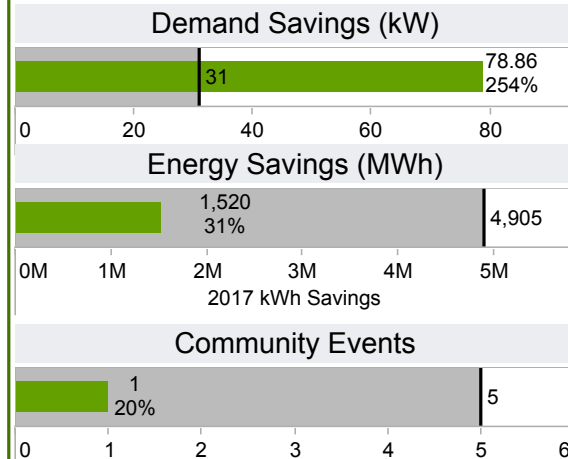 Demand Savings (kW)
78.86
31
254%
0 20 40 60 80
Energy Savings (MWh)
1,520
4,905
31%
0M 1M 2M 3M 4M 5M
2017 kWh Savings
Community Events
1
5
20%
0 1 2 3 4 5 6